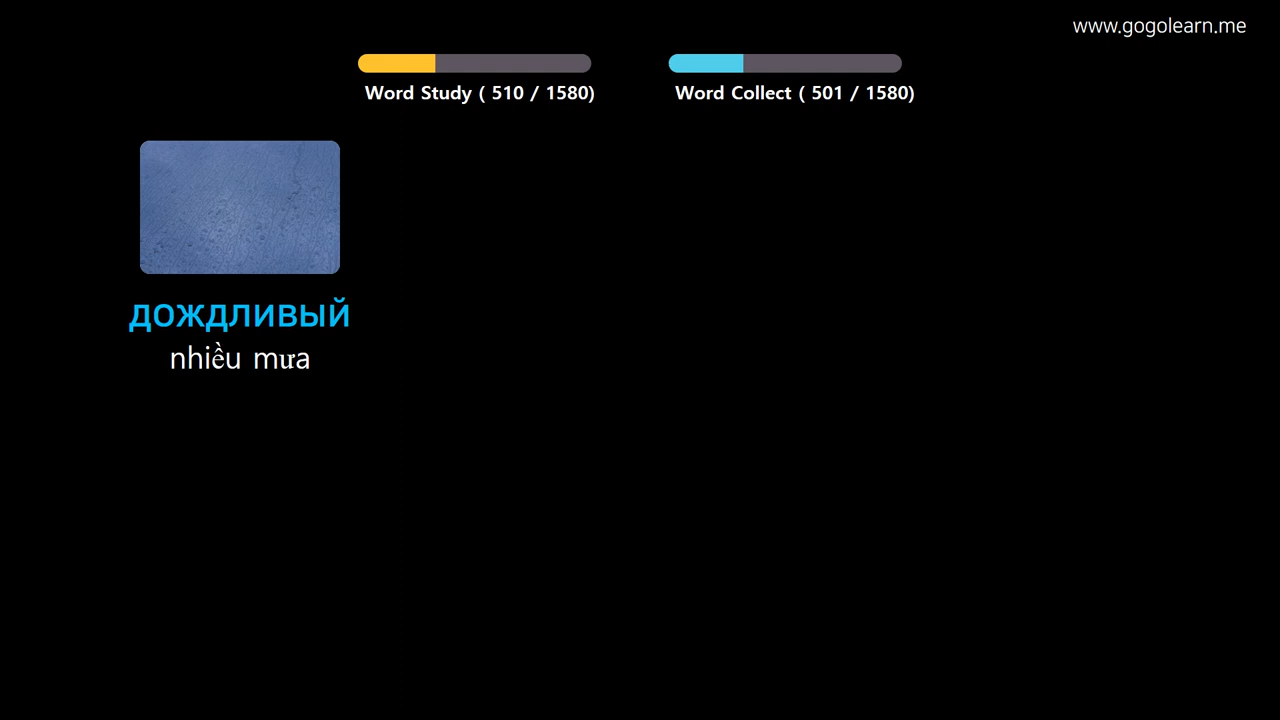 www.gogolearn.me
Word Study ( 510 / 1580)
Word Collect ( 501 / 1580)
дождливый
nhiều mưa